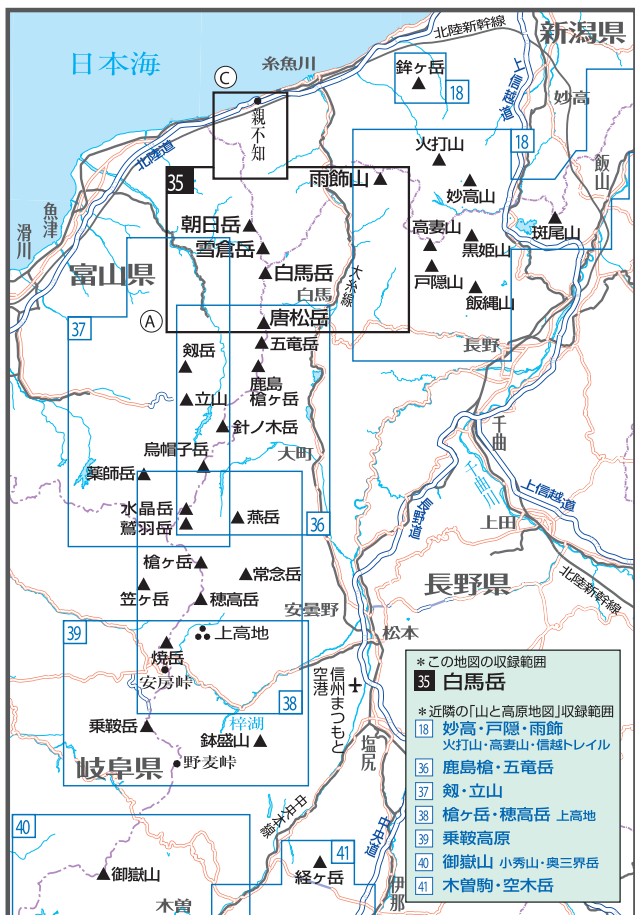 新潟県
日本海
糸魚川
北陸新幹線
上信越道
鉾ヶ岳
18
妙高
Ⓒ
親不知
北陸道
火打山
18
飯山
35
雨飾山
妙高山
魚津
滑川
朝日岳
雪倉岳
高妻山
黒姫山
斑尾山
白馬岳
大糸線
戸隠山
富山県
白馬
飯縄山
Ⓐ
唐松岳
37
五竜岳
長野
剱岳
鹿島
槍ヶ岳
立山
針ノ木岳
千曲
烏帽子岳
大町
薬師岳
千曲川
上信越道
水晶岳
鷲羽岳
燕岳
36
長野道
上田
槍ヶ岳
常念岳
北陸新幹線
笠ヶ岳
穂高岳
安曇野
長野県
39
上高地
松本
焼岳
安房峠
信州まつもと
空港
38
梓湖
乗鞍岳
鉢盛山
塩尻
岐阜県
野麦峠
中央本線
中央道
40
41
御嶽山
経ヶ岳
木曽
伊那
*この地図の収録範囲
35 白馬岳
*近隣の「山と高原地図」収録範囲
18 妙高・戸隠・雨飾
火打山・高妻山・信越トレイル
36 鹿島槍・五竜岳
37 剱・立山
38 槍ヶ岳・穂高岳 上高地
39 乗鞍高原
40 御嶽山 小秀山・奥三界岳
41 木曽駒・空木岳